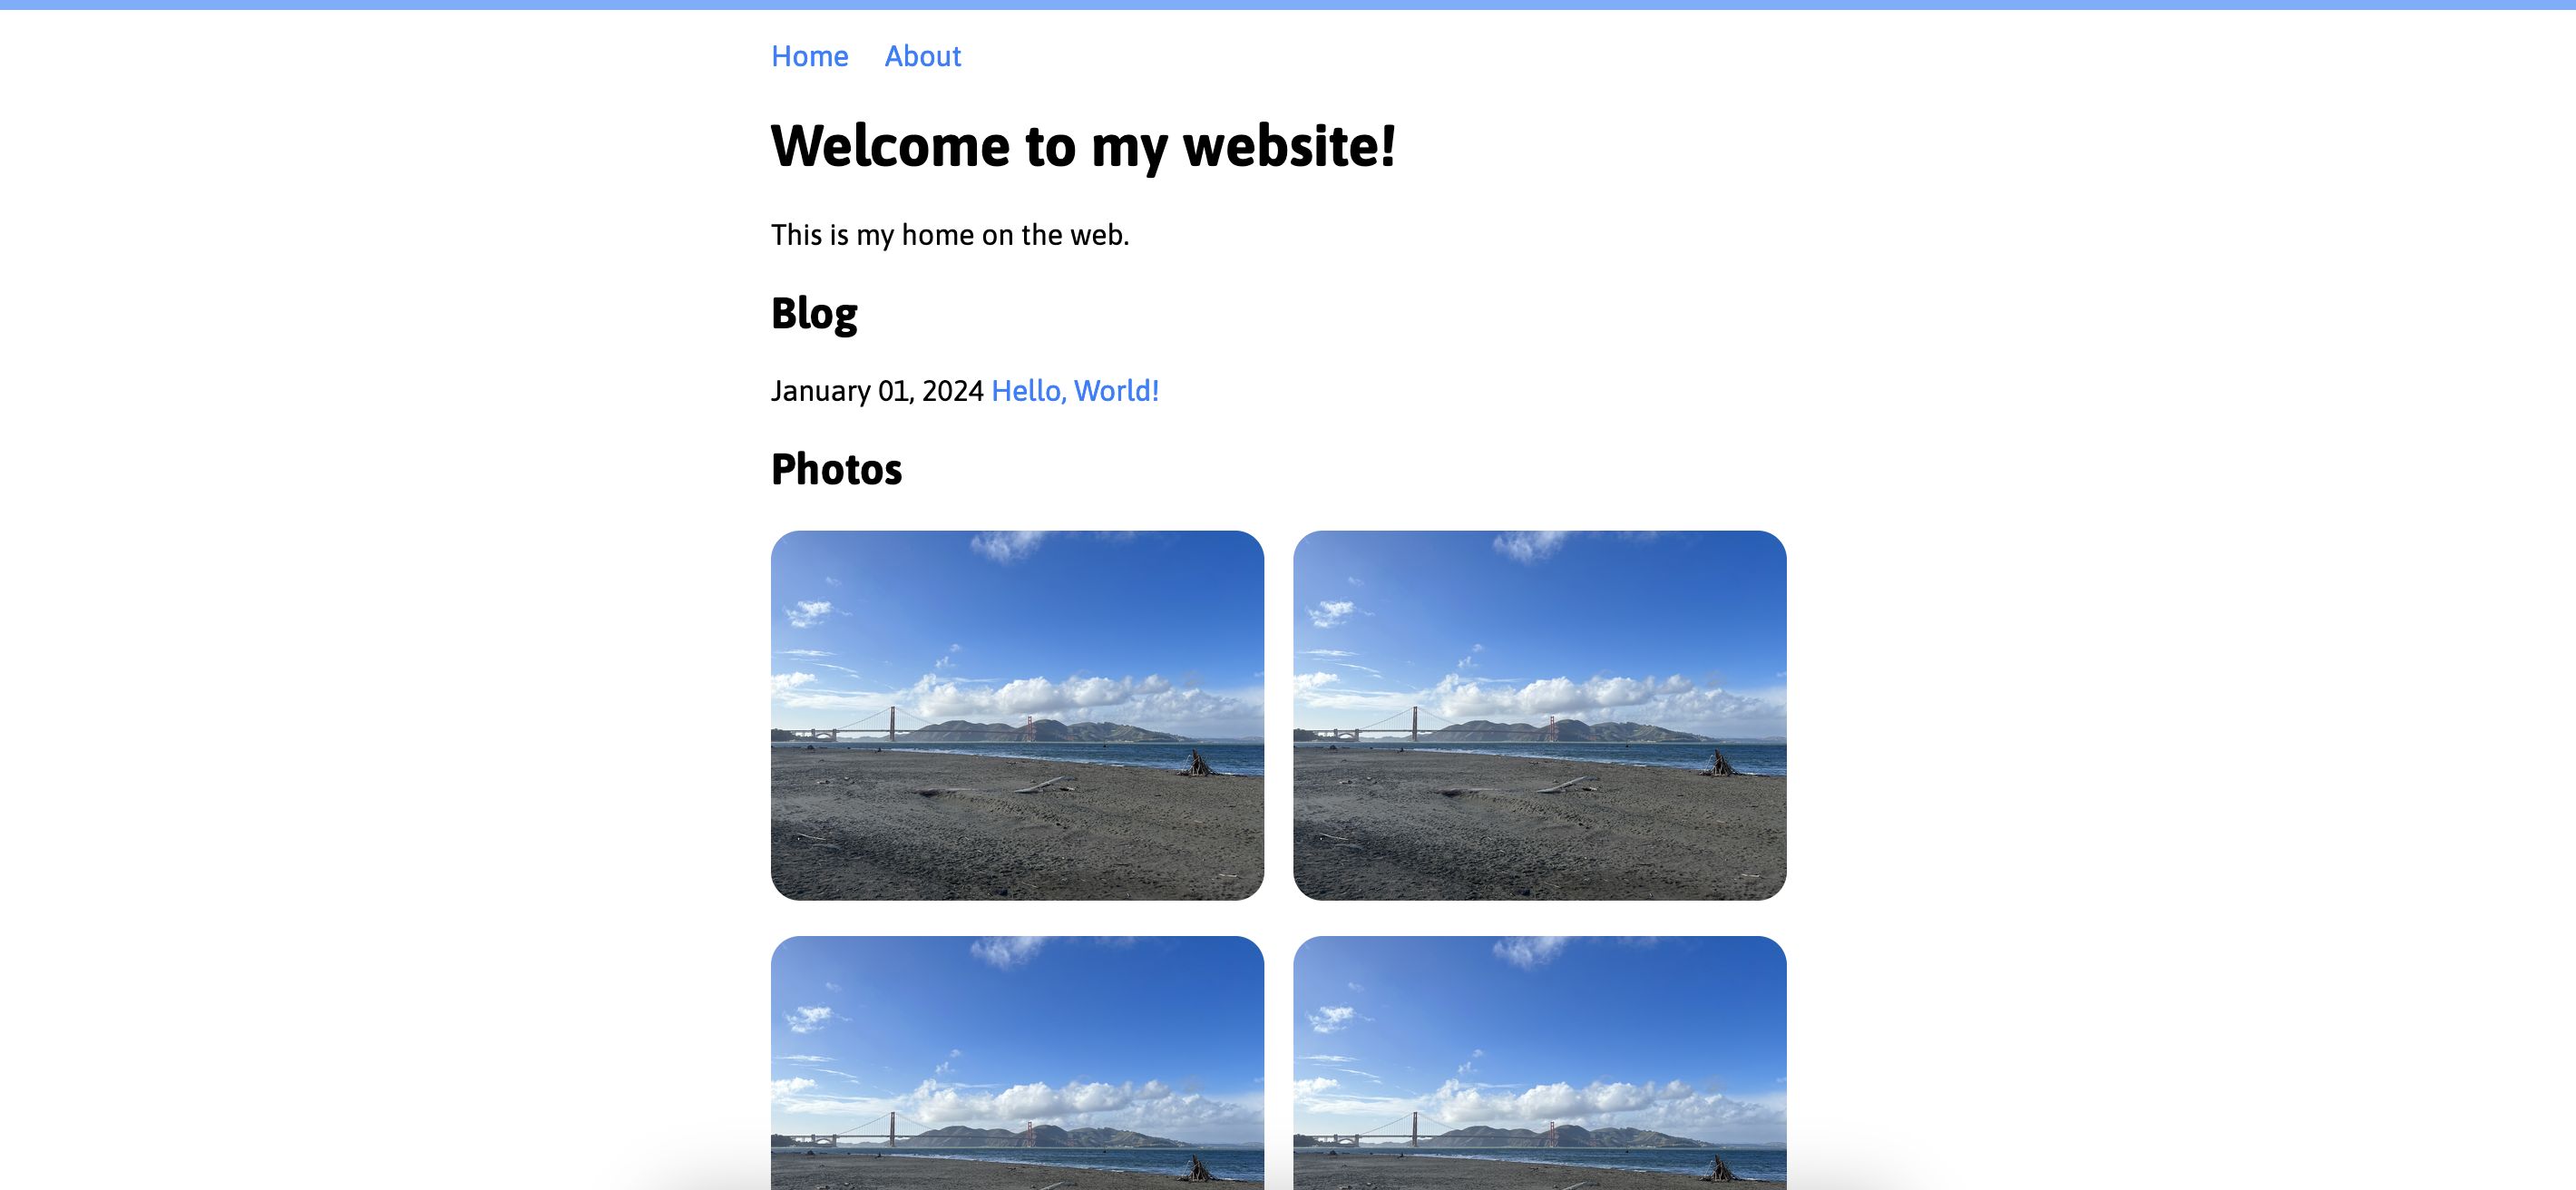 Home About
Welcome to my website!
This is my home on the web.
Blog
January 01, 2024 Hello, World!
Photos